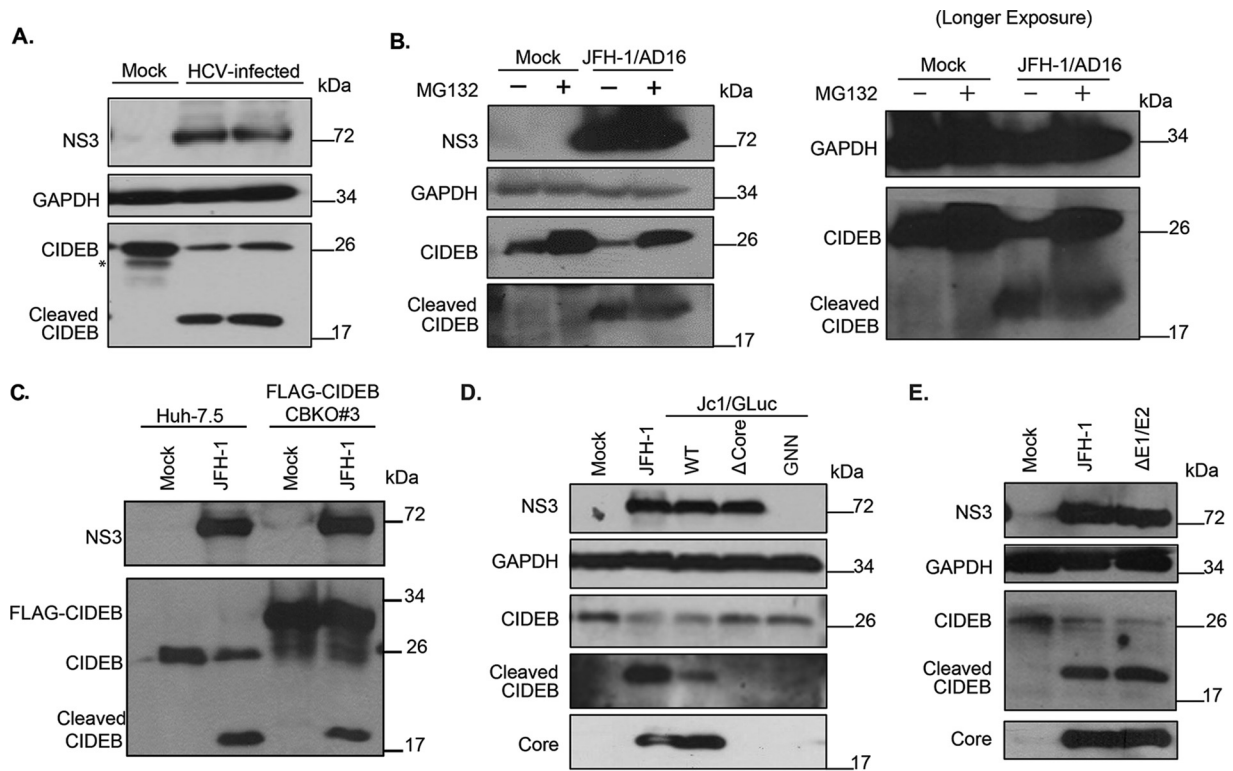 A.
Mock HCV-infected
kDa
NS3
72
GAPDH
34
CIDEB
26
*
Cleaved
CIDEB
17
B.
Mock JFH-1/AD16
MG132 − + − + kDa
NS3
72
GAPDH
34
CIDEB
26
Cleaved
CIDEB
17
(Longer Exposure)
Mock JFH-1/AD16
MG132 − + − + kDa
GAPDH
34
CIDEB
26
Cleaved
CIDEB
17
C.
FLAG-CIDEB
Huh-7.5 CBKO#3
Mock JFH-1 Mock JFH-1
kDa
NS3
72
FLAG-CIDEB
34
CIDEB
26
Cleaved
CIDEB
17
D.
Jc1/GLuc
Mock JFH-1 WT ΔCore GNN
kDa
NS3
72
GAPDH
34
CIDEB
26
Cleaved
CIDEB
Core
17
E.
Mock JFH-1 ΔE1/E2
kDa
NS3
72
GAPDH
34
CIDEB
26
Cleaved
CIDEB
17
Core